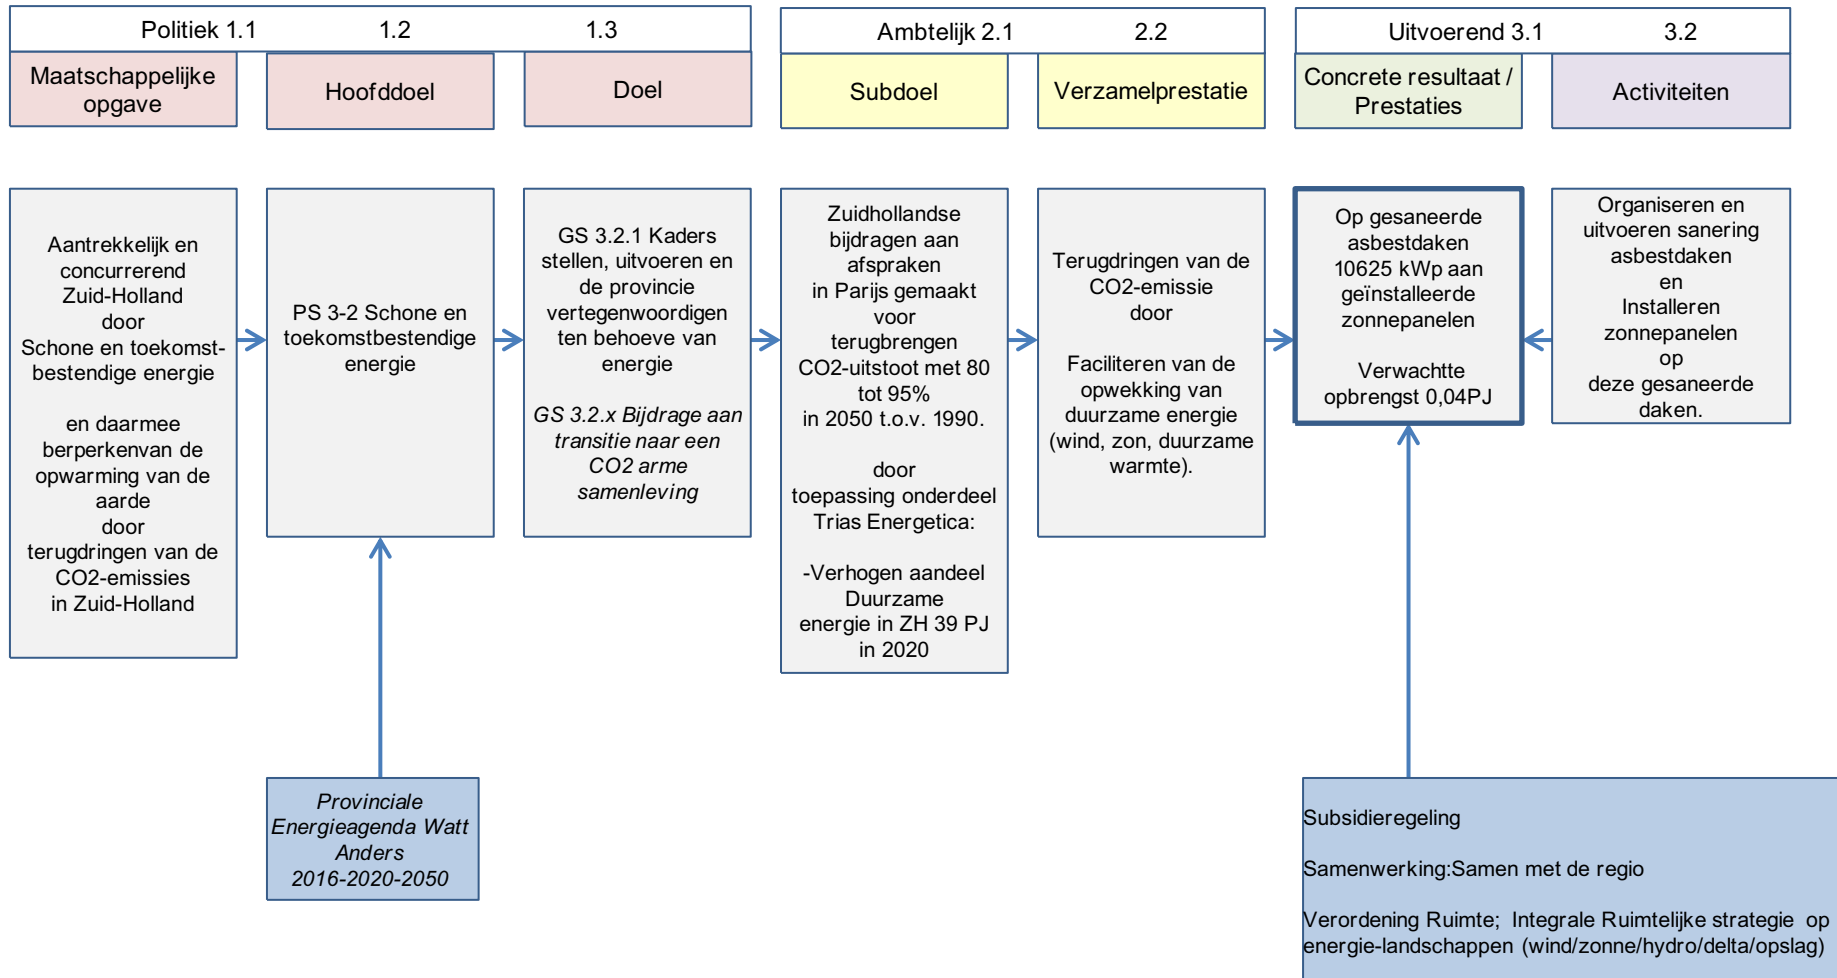 Politiek 1.1 1.2 1.3
Ambtelijk 2.1 2.2
Uitvoerend 3.1 3.2
Maatschappelijke
opgave
Hoofddoel
Doel
Subdoel
Verzamelprestatie
Concrete resultaat /
Prestaties
Activiteiten
Aantrekkelijk en
concurrerend
Zuid-Holland
door
Schone en toekomst-
bestendige energie
en daarmee
berperkenvan de
opwarming van de
aarde
door
terugdringen van de
CO2-emissies
in Zuid-Holland
PS 3-2 Schone en
toekomstbestendige
energie
GS 3.2.1 Kaders
stellen, uitvoeren en
de provincie
vertegenwoordigen
ten behoeve van
energie
GS 3.2.x Bijdrage aan
transitie naar een
CO2 arme
samenleving
Zuidhollandse
bijdragen aan
afspraken
in Parijs gemaakt
voor
terugbrengen
CO2-uitstoot met 80
tot 95%
in 2050 t.o.v. 1990.
door
toepassing onderdeel
Trias Energetica:
-Verhogen aandeel
Duurzame
energie in ZH 39 PJ
in 2020
Terugdringen van de
CO2-emissie
door
Faciliteren van de
opwekking van
duurzame energie
(wind, zon, duurzame
warmte).
Op gesaneerde
asbestdaken
10625 kWp aan
geïnstalleerde
zonnepanelen
Verwachtte
opbrengst 0,04PJ
Organiseren en
uitvoeren sanering
asbestdaken
en
Installeren
zonnepanelen
op
deze gesaneerde
daken.
Provinciale
Energieagenda Watt
Anders
2016-2020-2050
Subsidieregeling
Samenwerking:Samen met de regio
Verordening Ruimte; Integrale Ruimtelijke strategie op
energie-landschappen (wind/zonne/hydro/delta/opslag)